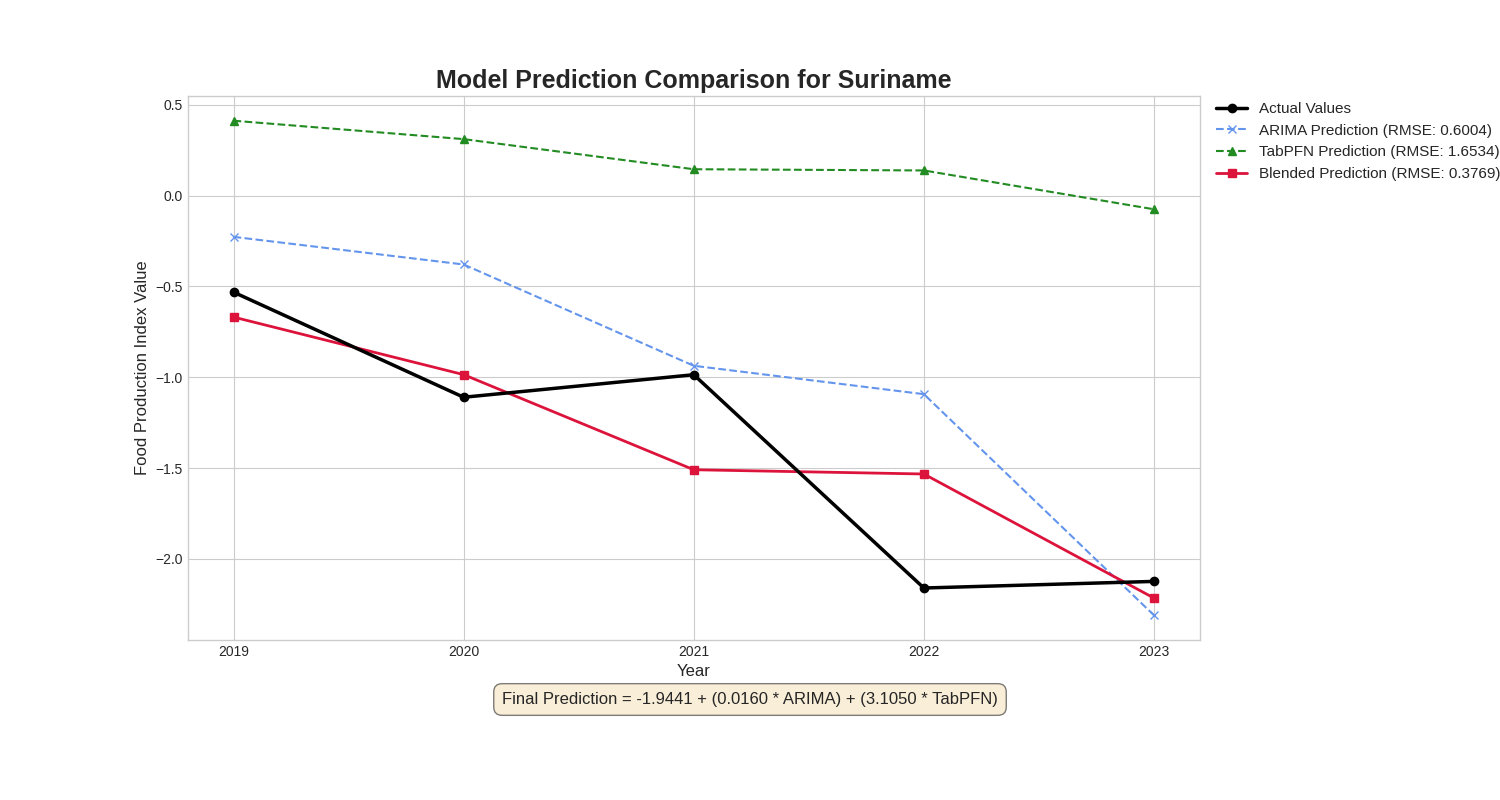 Model Prediction Comparison for Suriname
Actual Values
ARIMA Prediction (RMSE: 0.6004)
TabPFN Prediction (RMSE: 1.6534)
Blended Prediction (RMSE: 0.3769)
Food Production Index Value
0.5
0.0
−0.5
−1.0
−1.5
−2.0
2019 2020 2021 2022 2023
Year
Final Prediction = -1.9441 + (0.0160 * ARIMA) + (3.1050 * TabPFN)